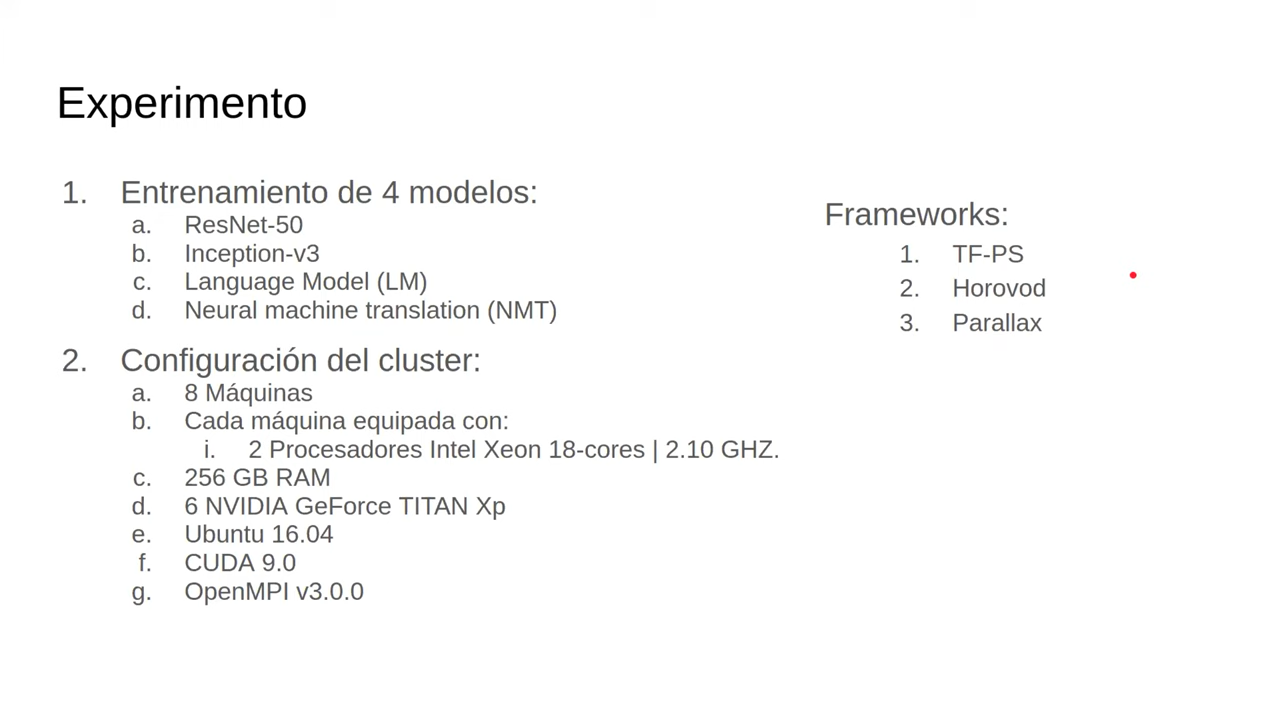 Experimento
1. Entrenamiento de 4 modelos:
a. ResNet-50
b. Inception-v3
c. Language Model (LM)
d. Neural machine translation (NMT)
2. Configuración del cluster:
a. 8 Máquinas
b. Cada máquina equipada con:
i. 2 Procesadores Intel Xeon 18-cores | 2.10 GHZ.
c. 256 GB RAM
d. 6 NVIDIA GeForce TITAN Xp
e. Ubuntu 16.04
f. CUDA 9.0
g. OpenMPI v3.0.0
Frameworks:
1. TF-PS
2. Horovod
3. Parallax